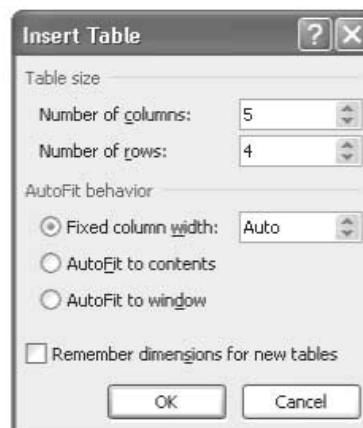 Insert Table
Table size
Number of columns: 5
Number of rows: 4
AutoFit behavior
Fixed column width: Auto
AutoFit to contents
AutoFit to window
Remember dimensions for new tables
OK Cancel